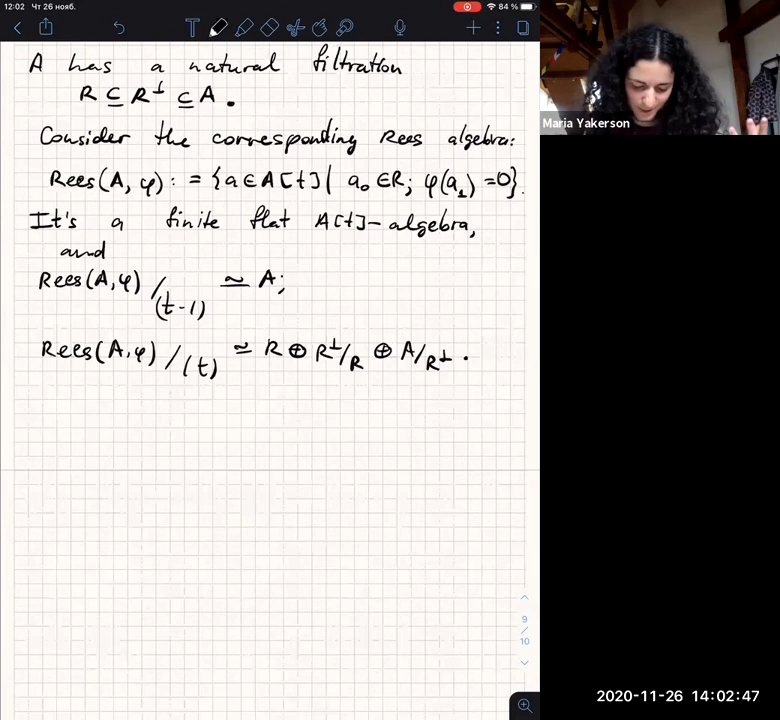 12:02 Чт 26 нояб.
84 %
A has a natural filtration
R ⊆ R^⊥ ⊆ A.
Consider the corresponding Rees algebra:
Rees(A, φ) := {a ∈ A[t] | a₀ ∈ R; φ(a₁) = 0}.
It's a finite flat A[t]-algebra,
and
Rees(A, φ)/(t-1) ≃ A;
Rees(A, φ)/(t) ≃ R ⊕ R^⊥/R ⊕ A/R^⊥.
9
/
10
Maria Yakerson
2020-11-26 14:02:47